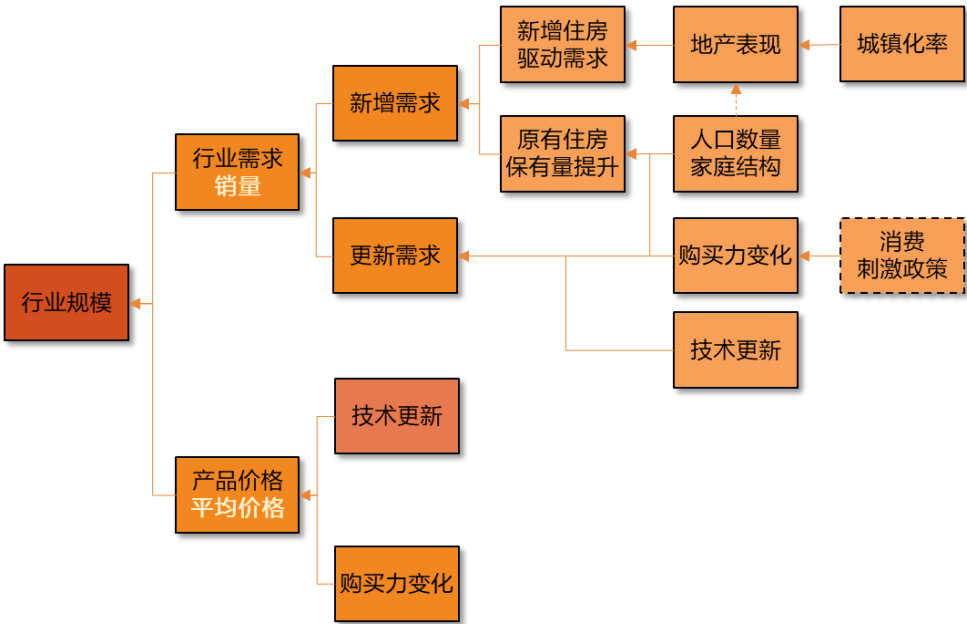 新增住房
驱动需求
地产表现
城镇化率
新增需求
原有住房
保有量提升
人口数量
家庭结构
行业需求
销量
更新需求
购买力变化
消费
刺激政策
行业规模
技术更新
技术更新
产品价格
平均价格
购买力变化